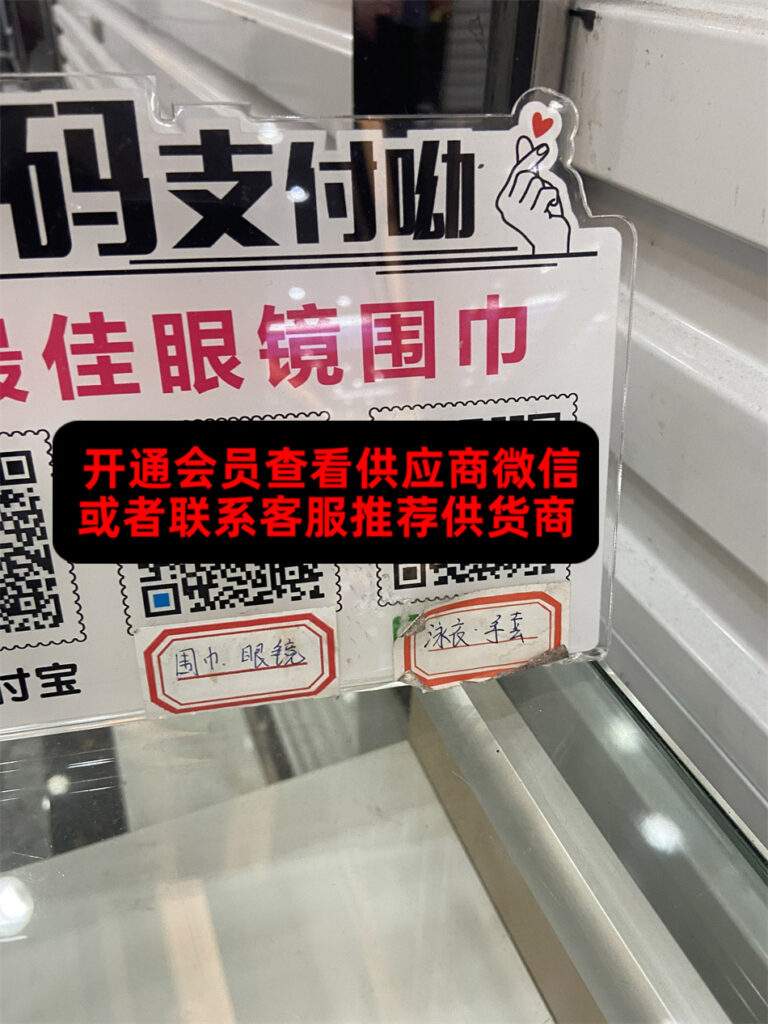 码支付呦
最佳眼镜围巾
开通会员查看供应商微信
或者联系客服推荐供货商
围巾.眼镜
泳衣.手套
付宝